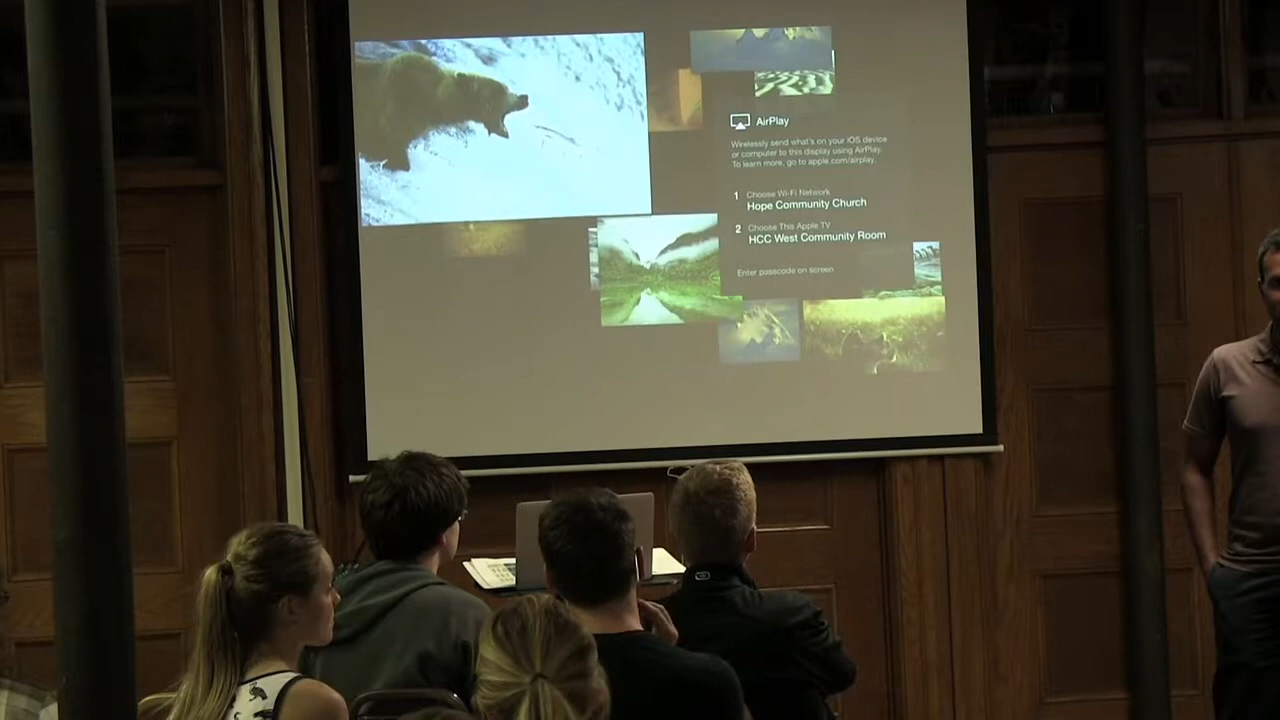 AirPlay
Wirelessly send what's on your iOS device
or computer to this display using AirPlay.
To learn more, go to apple.com/airplay.
1 Choose Wi-Fi Network
Hope Community Church
2 Choose This Apple TV
HCC West Community Room
Enter passcode on screen